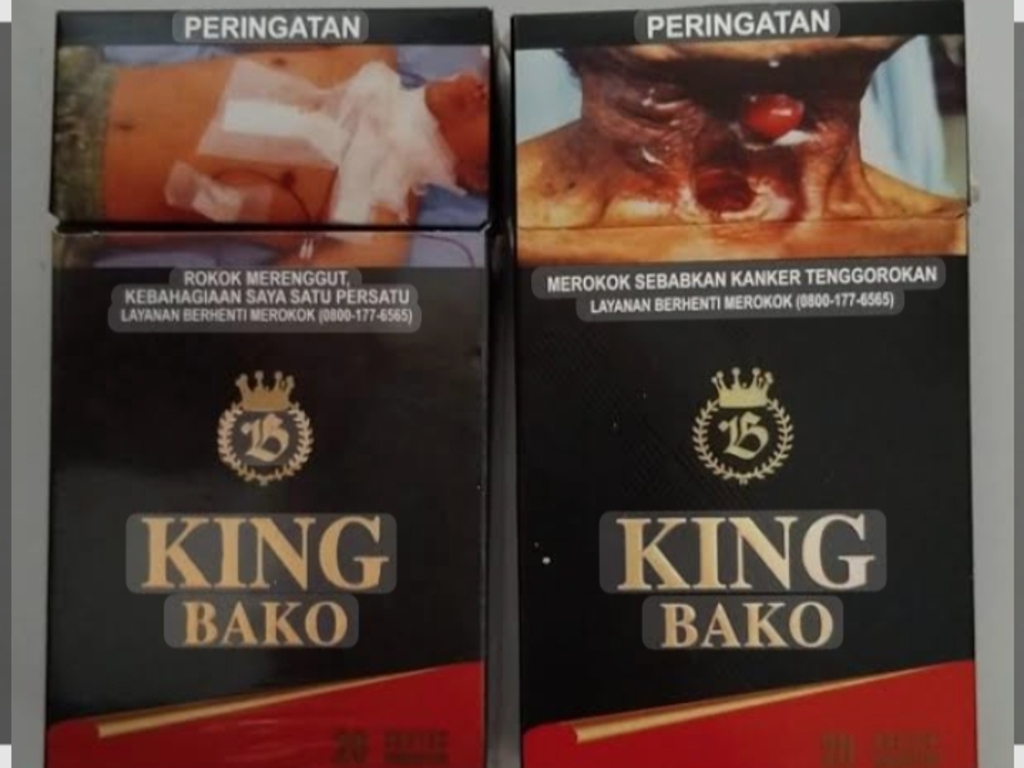 PERINGATAN
ROKOK MERENGGUT,
KEBAHAGIAAN SAYA SATU PERSATU
LAYANAN BERHENTI MEROKOK (0800-177-6565)
B
KING
BAKO
20
PERINGATAN
MEROKOK SEBABKAN KANKER TENGGOROKAN
LAYANAN BERHENTI MEROKOK (0800-177-6565)
B
KING
BAKO